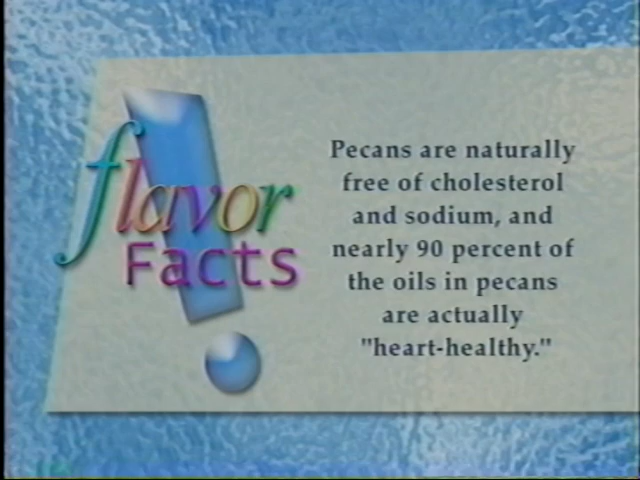 flavor
Facts
Pecans are naturally
free of cholesterol
and sodium, and
nearly 90 percent of
the oils in pecans
are actually
"heart-healthy."